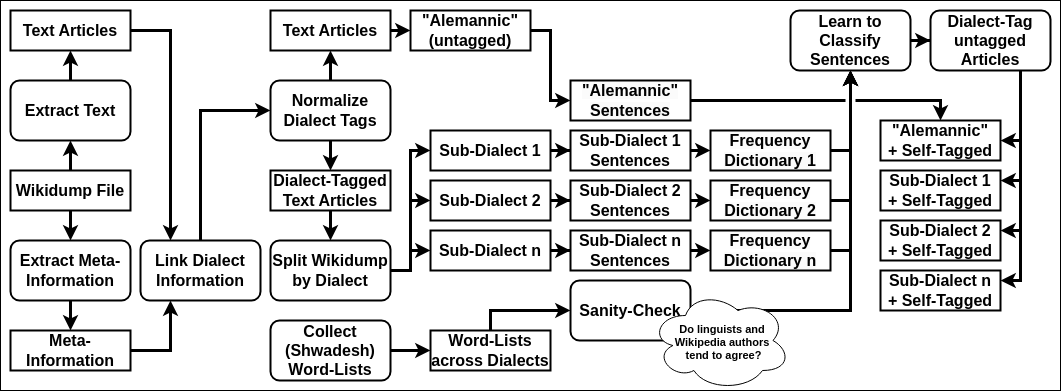 Text Articles
Extract Text
Wikidump File
Extract Meta-
Information
Meta-
Information
Link Dialect
Information
Text Articles
Normalize
Dialect Tags
Dialect-Tagged
Text Articles
Split Wikidump
by Dialect
Collect
(Shwadesh)
Word-Lists
"Alemannic"
(untagged)
Sub-Dialect 1
Sub-Dialect 2
Sub-Dialect n
Word-Lists
across Dialects
"Alemannic"
Sentences
Sub-Dialect 1
Sentences
Sub-Dialect 2
Sentences
Sub-Dialect n
Sentences
Sanity-Check
Do linguists and
Wikipedia authors
tend to agree?
Frequency
Dictionary 1
Frequency
Dictionary 2
Frequency
Dictionary n
Learn to
Classify
Sentences
Dialect-Tag
untagged
Articles
"Alemannic"
+ Self-Tagged
Sub-Dialect 1
+ Self-Tagged
Sub-Dialect 2
+ Self-Tagged
Sub-Dialect n
+ Self-Tagged